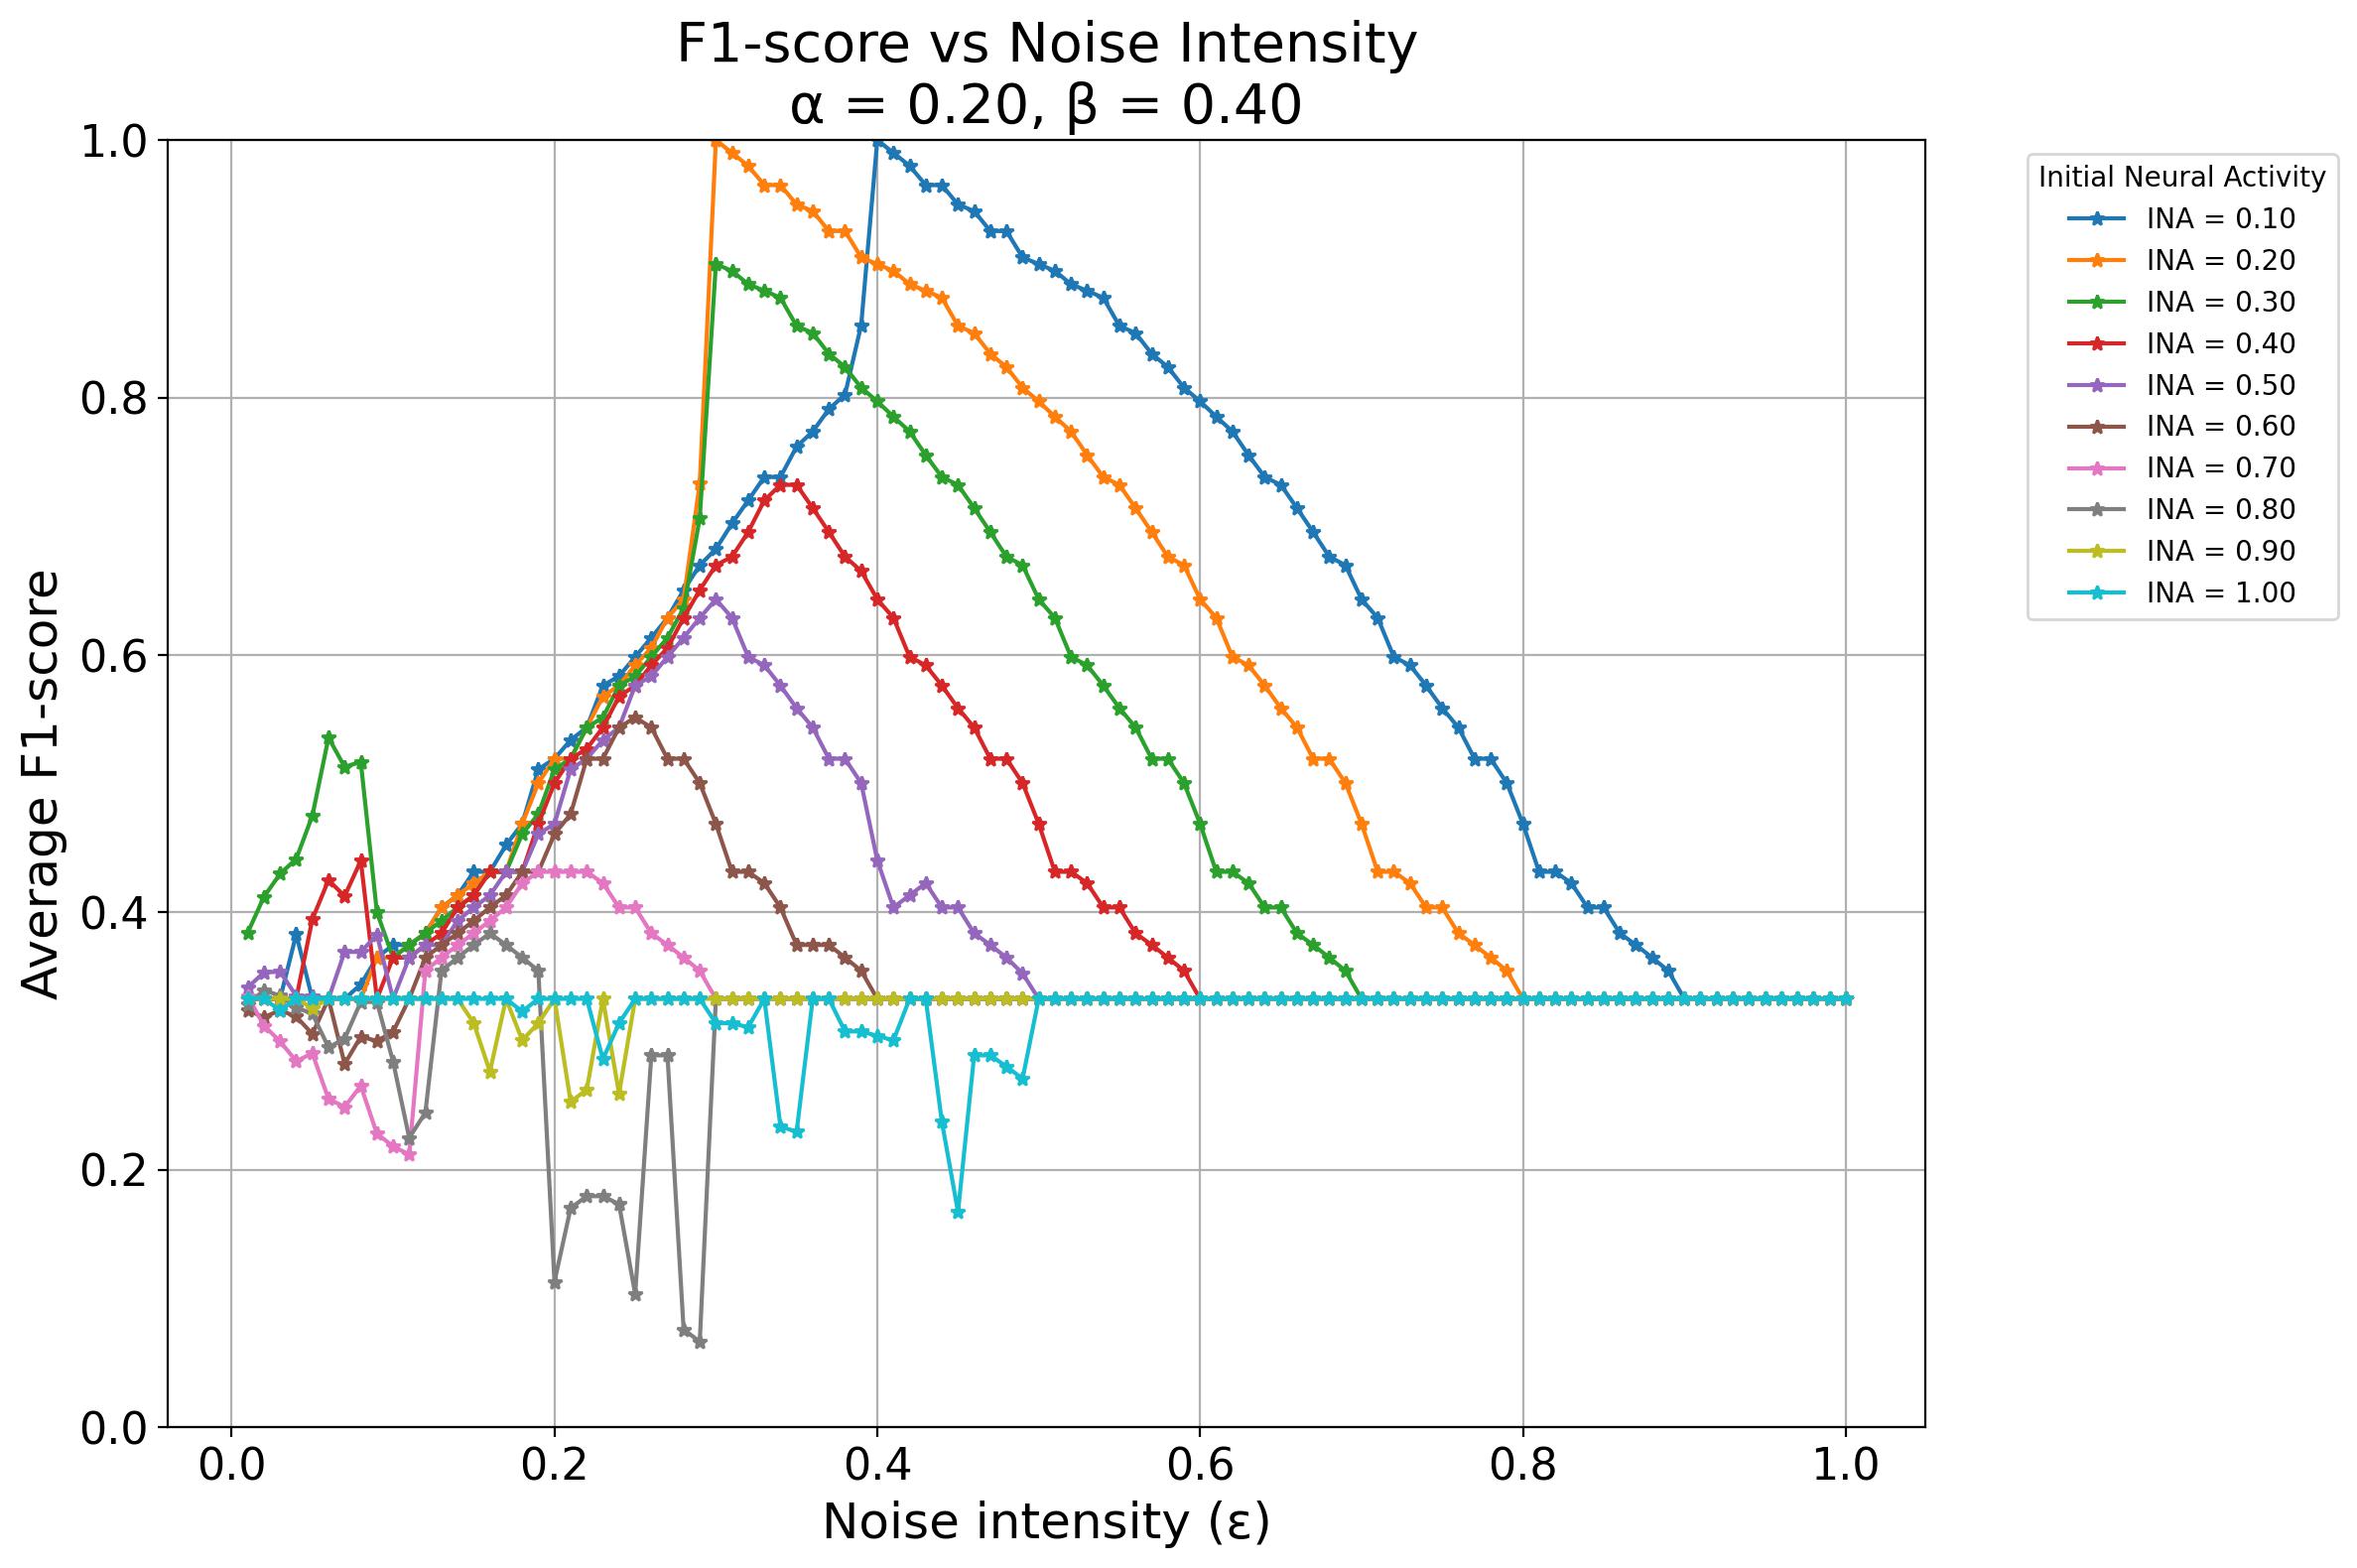 F1-score vs Noise Intensity
α = 0.20, β = 0.40
1.0
0.8
0.6
0.4
0.2
0.0
Average F1-score
0.0 0.2 0.4 0.6 0.8 1.0
Noise intensity (ε)
Initial Neural Activity
INA = 0.10
INA = 0.20
INA = 0.30
INA = 0.40
INA = 0.50
INA = 0.60
INA = 0.70
INA = 0.80
INA = 0.90
INA = 1.00